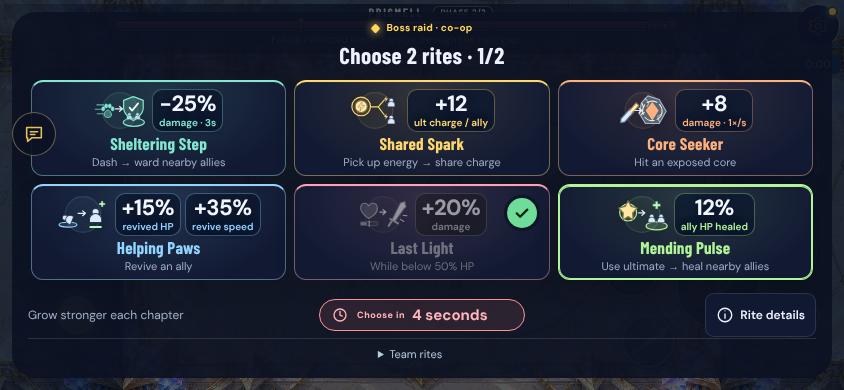 PRISMELL PHASE 2/2
Boss raid · co-op
Choose 2 rites · 1/2
-25%
damage · 3s
Sheltering Step
Dash → ward nearby allies
+12
ult charge / ally
Shared Spark
Pick up energy → share charge
+8
damage · 1×/s
Core Seeker
Hit an exposed core
+15%
revived HP
+35%
revive speed
Helping Paws
Revive an ally
+20%
damage
Last Light
While below 50% HP
12%
ally HP healed
Mending Pulse
Use ultimate → heal nearby allies
Grow stronger each chapter
Choose in 4 seconds
Rite details
▶ Team rites